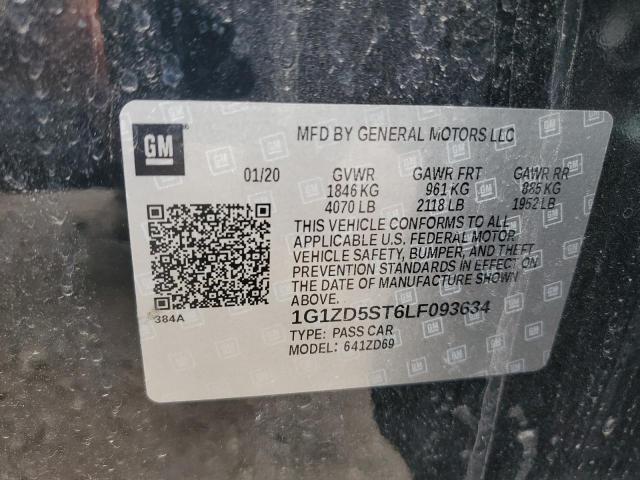 GM
MFD BY GENERAL MOTORS LLC
01/20 GVWR GAWR FRT GAWR RR
1846 KG 961 KG 885 KG
4070 LB 2118 LB 1952 LB
THIS VEHICLE CONFORMS TO ALL
APPLICABLE U.S. FEDERAL MOTOR
VEHICLE SAFETY, BUMPER, AND THEFT
PREVENTION STANDARDS IN EFFECT ON
THE DATE OF MANUFACTURE SHOWN
ABOVE.
384A
1G1ZD5ST6LF093634
TYPE: PASS CAR
MODEL: 641ZD69